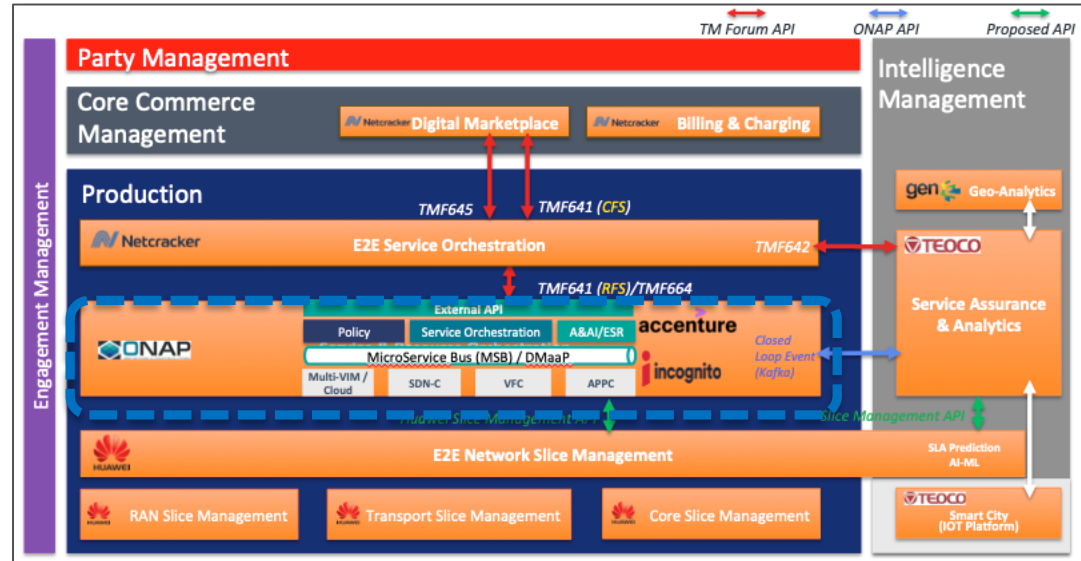 TM Forum API
ONAP API
Proposed API
Engagement Management
Party Management
Core Commerce
Management
Netcracker Digital Marketplace
Netcracker Billing & Charging
Intelligence
Management
Production
TMF645
TMF641 (CFS)
Netcracker
E2E Service Orchestration
TMF642
TMF641 (RFS)/TMF664
gen
Geo-Analytics
TEOCO
Service Assurance
& Analytics
ONAP
External API
Policy
Service Orchestration
A&AI/ESR
MicroService Bus (MSB) / DMaaP
Multi-VIM /
Cloud
SDN-C
VFC
APPC
accenture
incognito
Closed
Loop Event
(Kafka)
Huawei Slice Management API
Slice Management API
HUAWEI
E2E Network Slice Management
SLA Prediction
AI-ML
HUAWEI
RAN Slice Management
HUAWEI
Transport Slice Management
HUAWEI
Core Slice Management
TEOCO
Smart City
(IOT Platform)